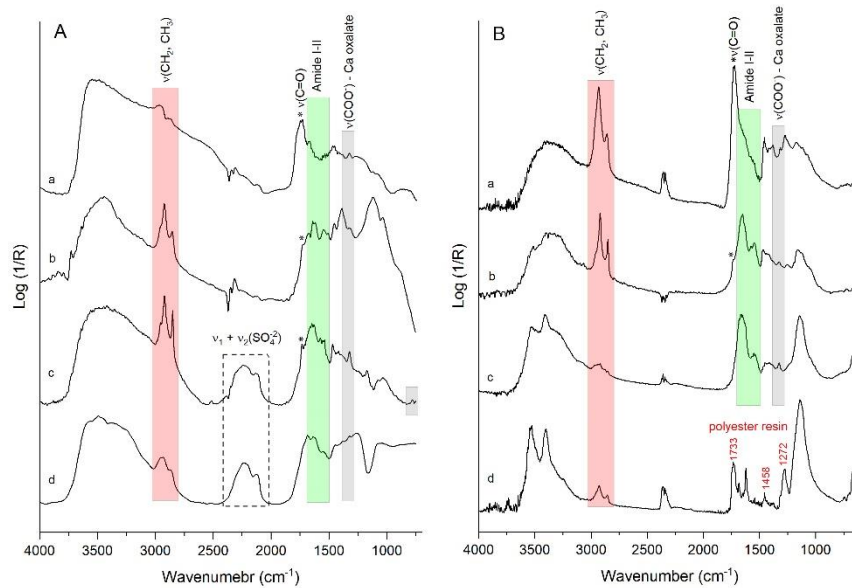 A
ν(CH2, CH3)
* ν(C=O)
Amide I-II
ν(COO-) - Ca oxalate
a
b
c
d
ν1 + ν2(SO4-2)
Log (1/R)
4000 3500 3000 2500 2000 1500 1000
Wavenumebr (cm-1)
B
ν(CH2, CH3)
*ν(C=O)
Amide I-II
ν(COO-) - Ca oxalate
a
b
*
c
polyester resin
1733
1458
1272
d
Log (1/R)
4000 3500 3000 2500 2000 1500 1000
Wavenumber (cm-1)